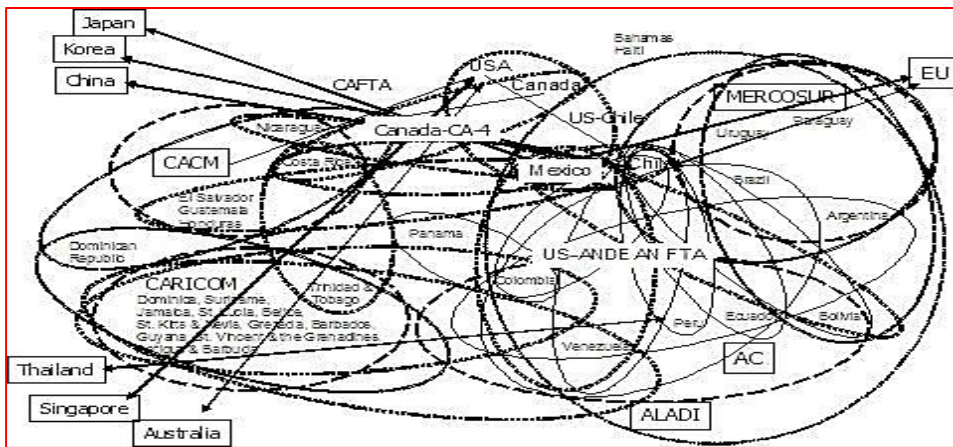 Japan
Korea
China
CAFTA
USA
Canada
Bahamas
Haiti
EU
MERCOSUR
US-Chile
Uruguay
Paraguay
Nicaragua
Canada-CA-4
CACM
Costa Rica
Mexico
Chile
Brazil
El Salvador
Guatemala
Honduras
Argentina
Panama
Dominican
Republic
US-ANDEAN FTA
CARICOM
Trinidad &
Tobago
Colombia
Dominica, Suriname,
Jamaica, St. Lucia, Belize,
St. Kitts & Nevis, Grenada, Barbados,
Guyana, St. Vincent & the Grenadines
Antigua & Barbuda
Peru
Ecuador
Bolivia
Venezuela
AC
Thailand
Singapore
Australia
ALADI